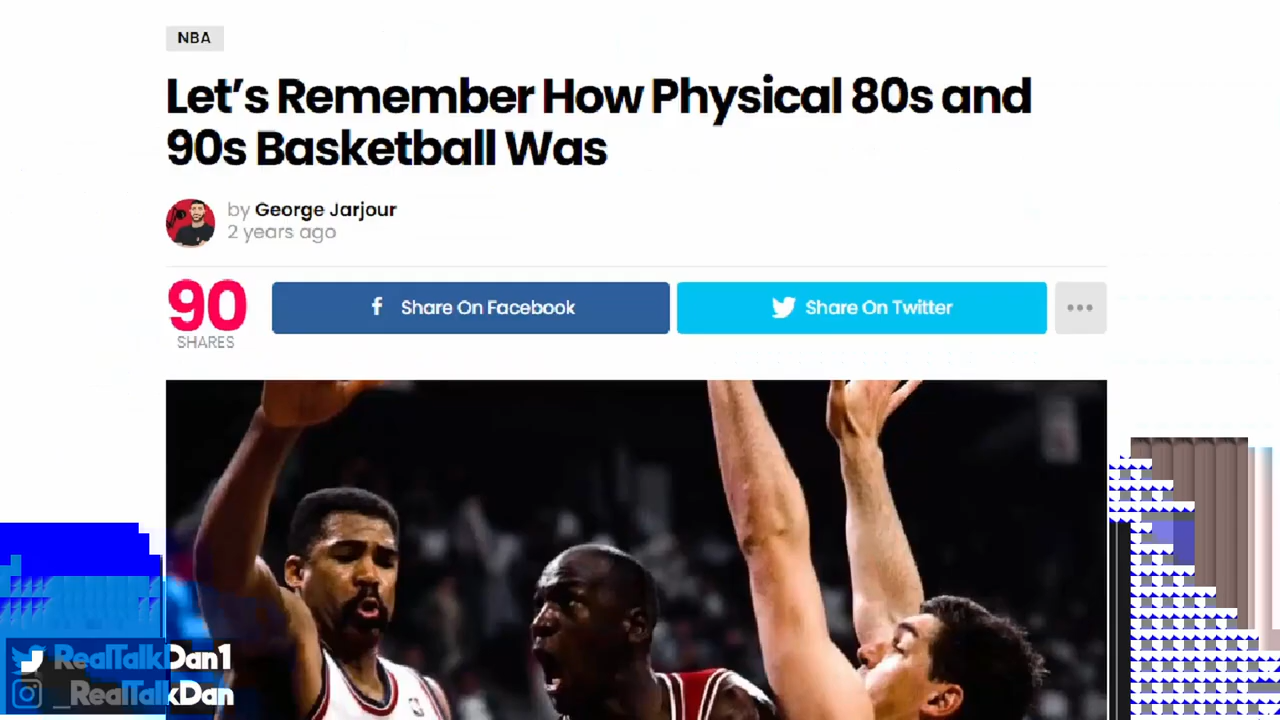 NBA
Let's Remember How Physical 80s and
90s Basketball Was
by George Jarjour
2 years ago
90
SHARES
Share On Facebook
Share On Twitter
RealTalkDan1
_RealTalkDan